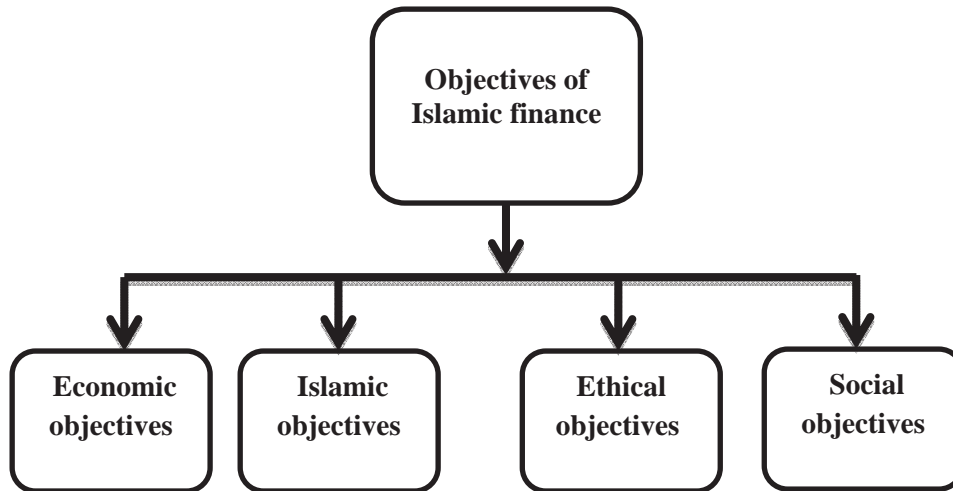 Objectives of
Islamic finance
Economic
objectives
Islamic
objectives
Ethical
objectives
Social
objectives